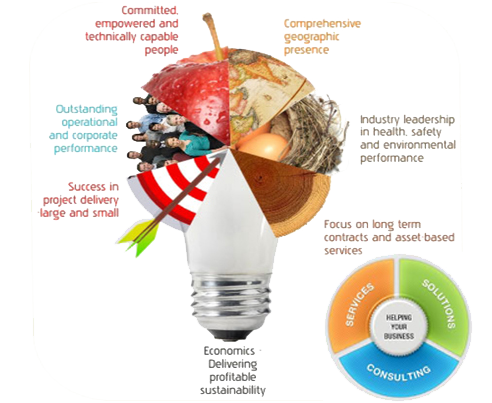 Committed,
empowered and
technically capable
people
Comprehensive
geographic
presence
Outstanding
operational
and corporate
performance
Industry leadership
in health, safety
and environmental
performance
Success in
project delivery
-large and small
Focus on long term
contracts and asset-based
services
Economics -
Delivering
profitable
sustainability
SERVICES
SOLUTIONS
HELPING
YOUR
BUSINESS
CONSULTING